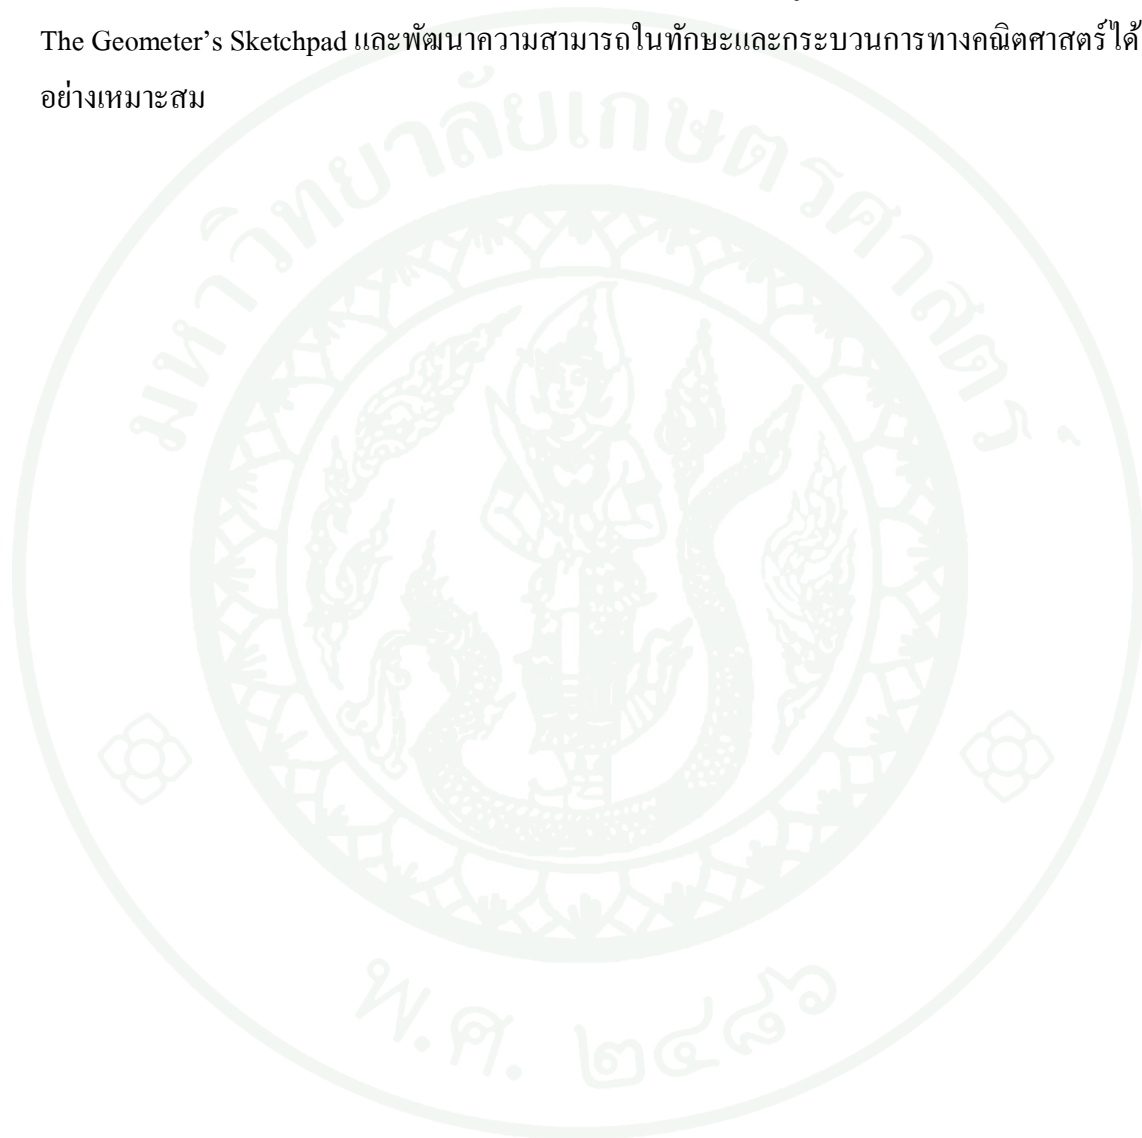 The Geometer’s Sketchpad และพัฒนาความสามารถในทักษะและกระบวนการทางคณิตศาสตร์ได้
อย่างเหมาะสม
มหาวิทยาลัยเกษตรศาสตร์
พ.ศ. ๒๔๘๖